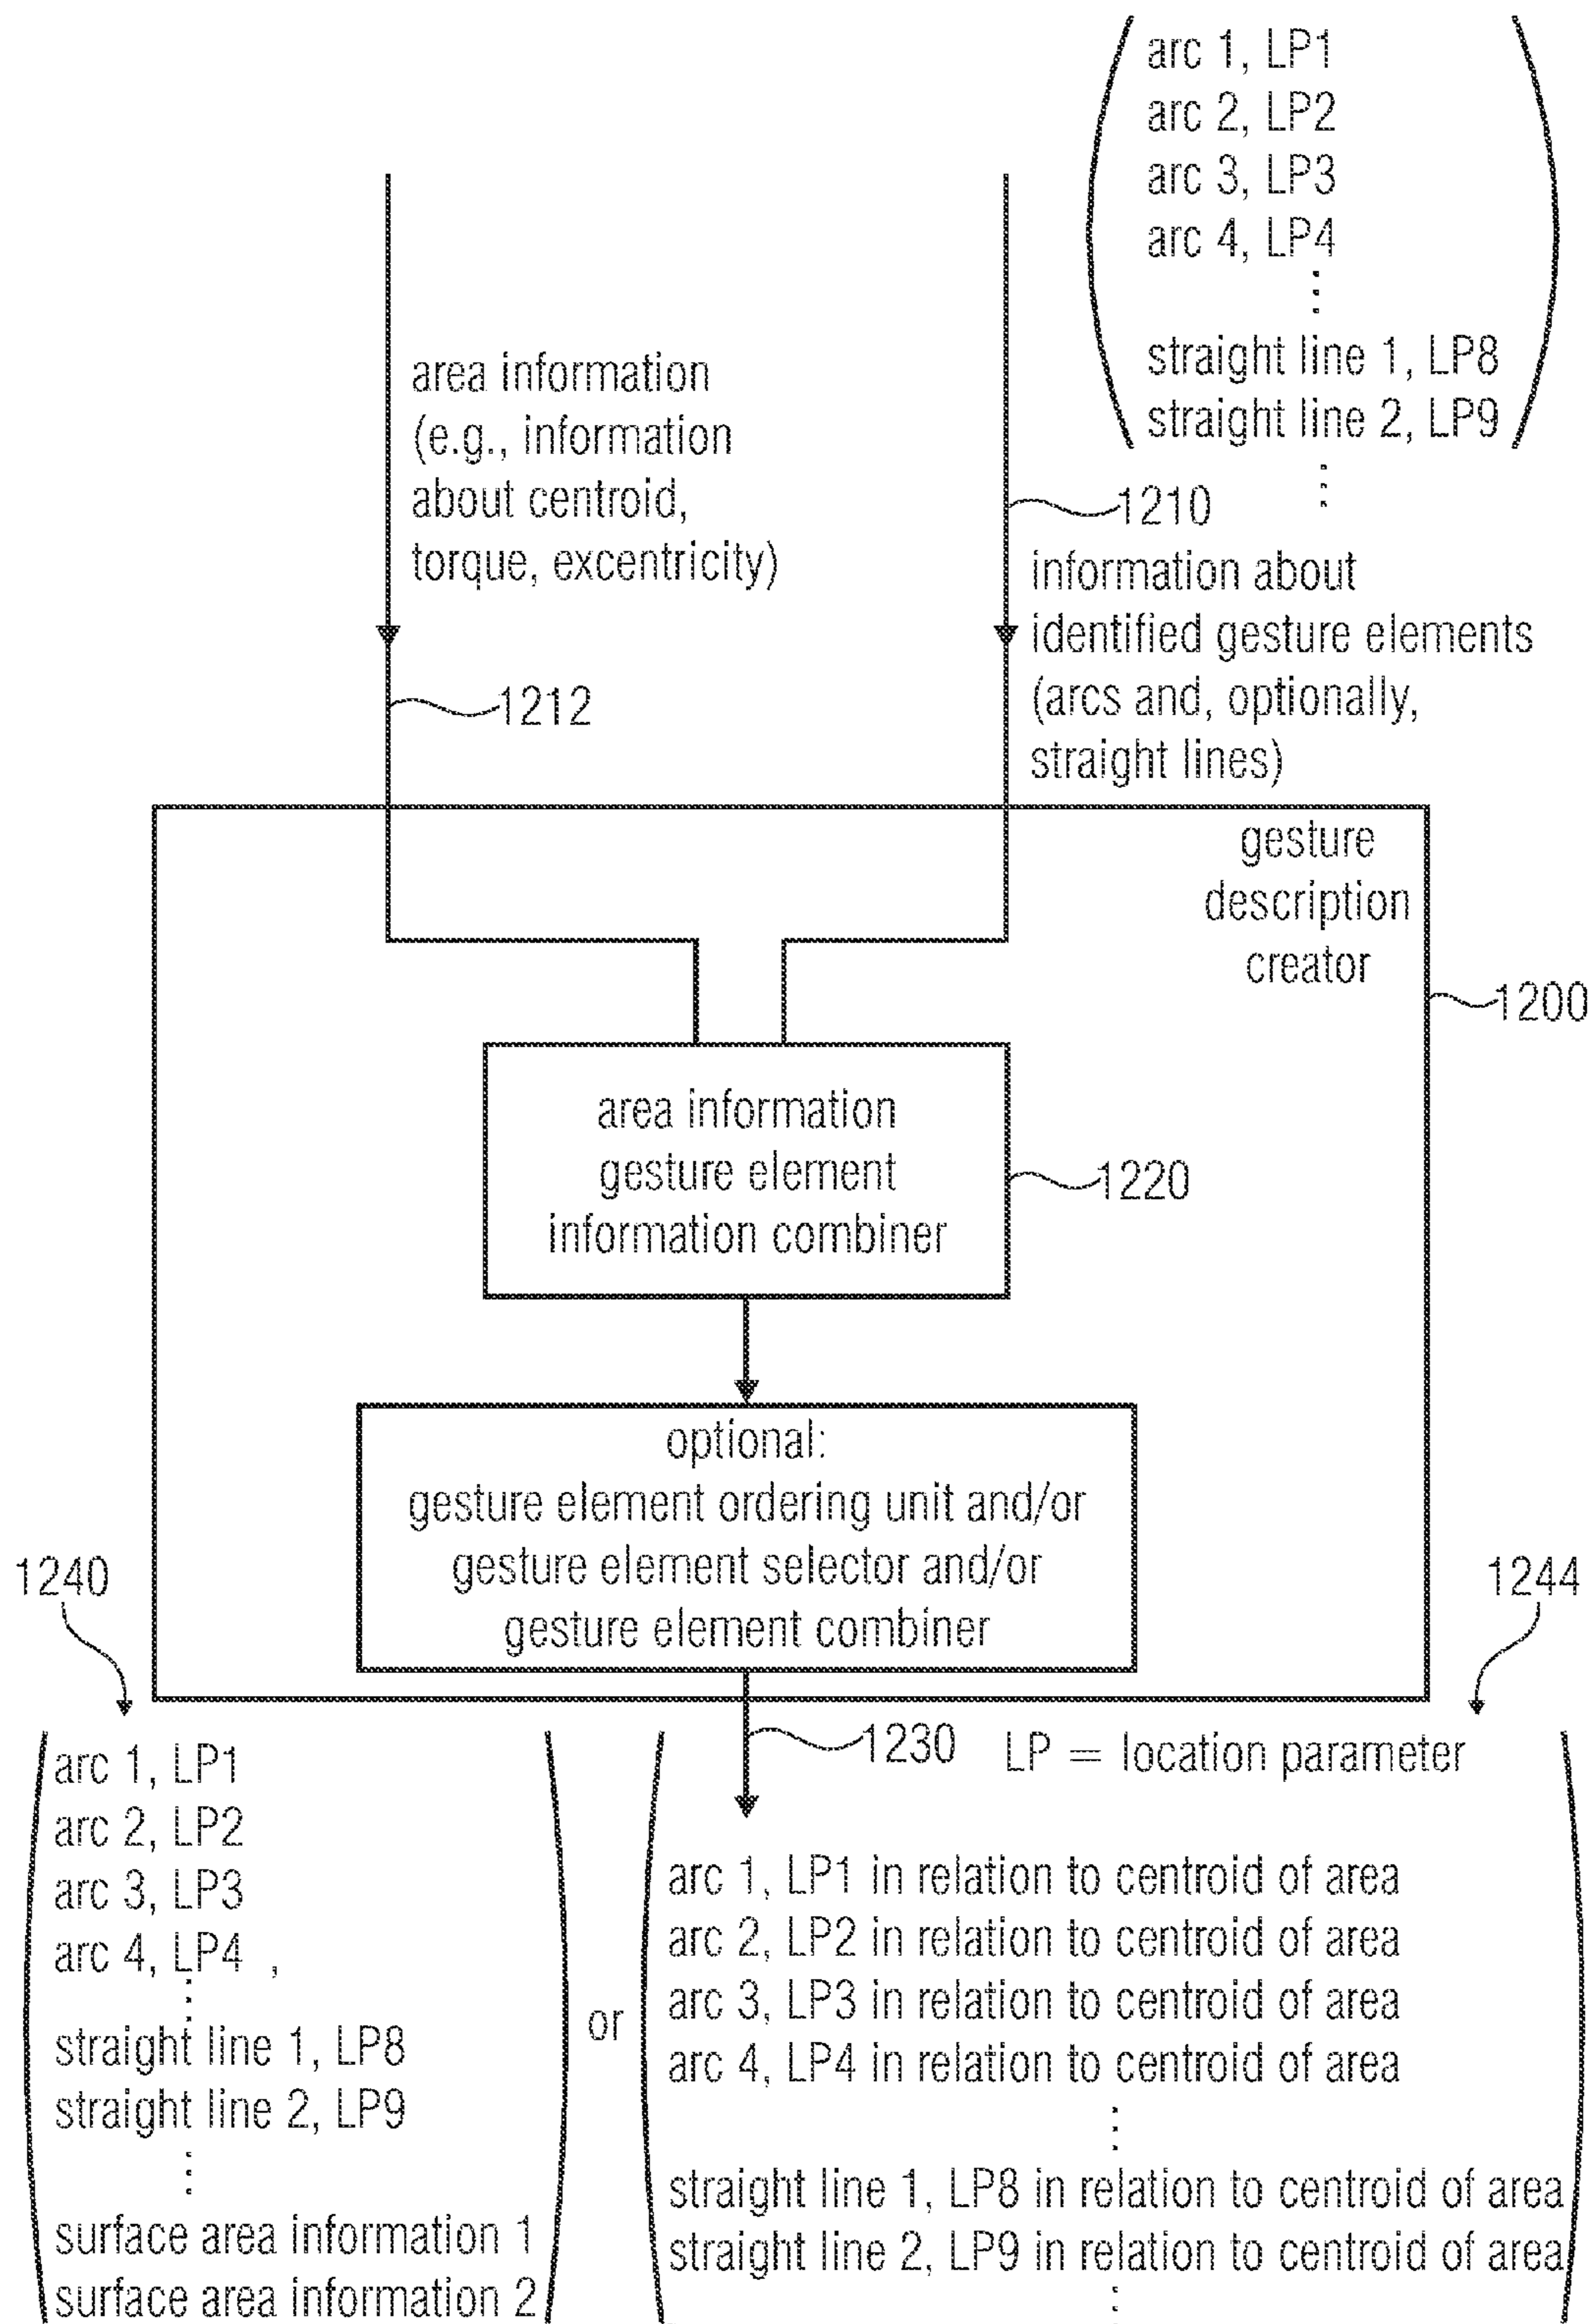 arc 1, LP1
arc 2, LP2
arc 3, LP3
arc 4, LP4
straight line 1, LP8
straight line 2, LP9
area information
(e.g., information
about centroid,
torque, excentricity)
1210
information about
identified gesture elements
(arcs and, optionally,
straight lines)
1212
gesture
description
creator
1200
area information
gesture element
information combiner
1220
optional:
gesture element ordering unit and/or
gesture element selector and/or
gesture element combiner
1240
1244
1230
LP = location parameter
arc 1, LP1
arc 2, LP2
arc 3, LP3
arc 4, LP4 ,
straight line 1, LP8
straight line 2, LP9
surface area information 1
surface area information 2
or
arc 1, LP1 in relation to centroid of area
arc 2, LP2 in relation to centroid of area
arc 3, LP3 in relation to centroid of area
arc 4, LP4 in relation to centroid of area
straight line 1, LP8 in relation to centroid of area
straight line 2, LP9 in relation to centroid of area